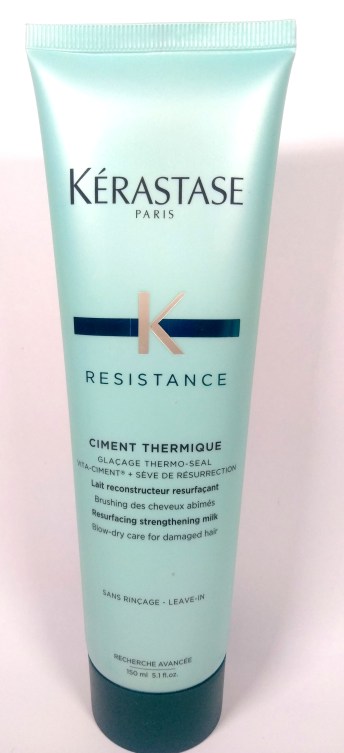 KÉRASTASE
PARIS
K
RESISTANCE
CIMENT THERMIQUE
GLAÇAGE THERMO-SEAL
VITA-CIMENT® + SÈVE DE RÉSURRECTION
Lait reconstructeur resurfaçant
Brushing des cheveux abîmés
Resurfacing strengthening milk
Blow-dry care for damaged hair
SANS RINÇAGE - LEAVE-IN
RECHERCHE AVANCÉE
150 ml 5.1 fl.oz.